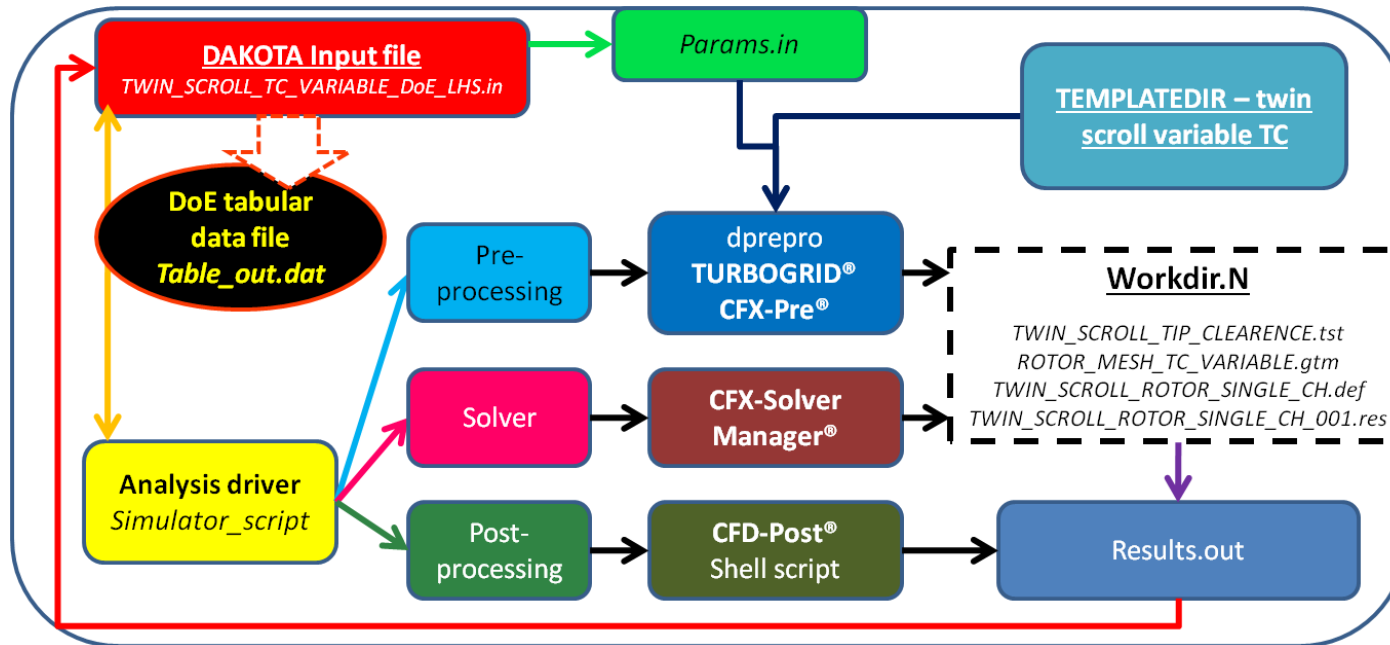 DAKOTA Input file
TWIN_SCROLL_TC_VARIABLE_DoE_LHS.in
Params.in
TEMPLATEDIR – twin
scroll variable TC
DoE tabular
data file
Table_out.dat
Pre-
processing
dprepro
TURBOGRID®
CFX-Pre®
Workdir.N
TWIN_SCROLL_TIP_CLEARENCE.tst
ROTOR_MESH_TC_VARIABLE.gtm
TWIN_SCROLL_ROTOR_SINGLE_CH.def
TWIN_SCROLL_ROTOR_SINGLE_CH_001.res
Solver
CFX-Solver
Manager®
Analysis driver
Simulator_script
Post-
processing
CFD-Post®
Shell script
Results.out